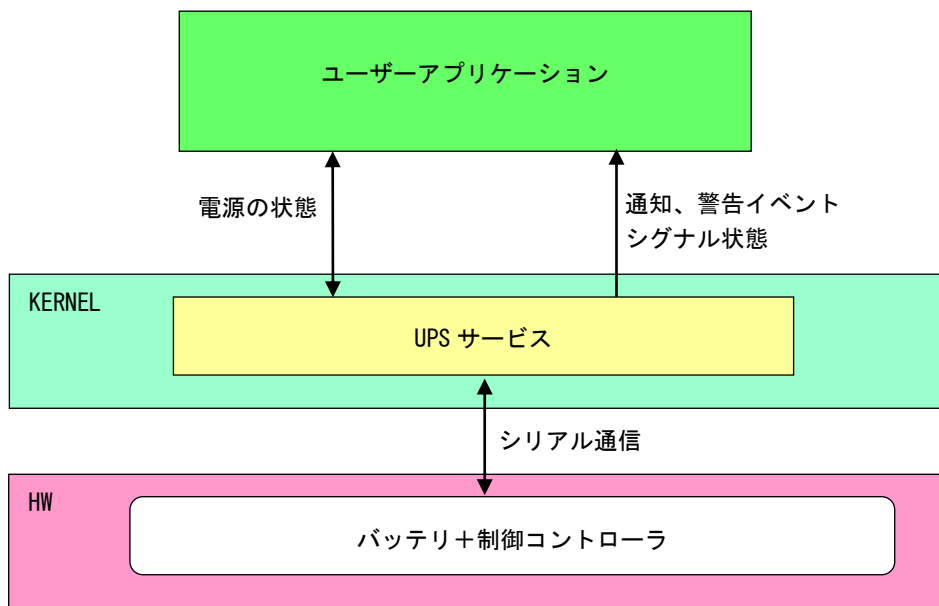 ユーザーアプリケーション
電源の状態
通知、警告イベント
シグナル状態
KERNEL
UPS サービス
シリアル通信
HW
バッテリ＋制御コントローラ